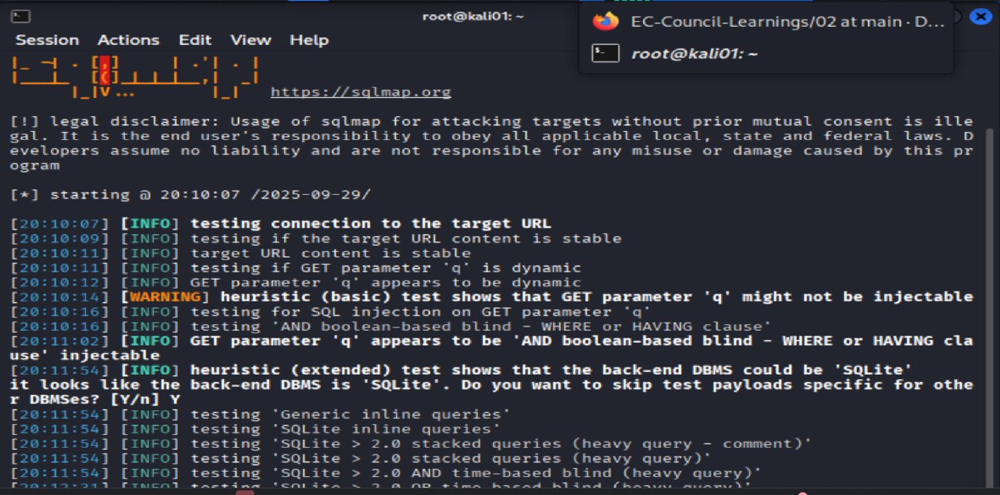 root@kali01: ~
EC-Council-Learnings/02 at main · D...
Session Actions Edit View Help
root@kali01: ~
https://sqlmap.org
[!] legal disclaimer: Usage of sqlmap for attacking targets without prior mutual consent is ille
gal. It is the end user's responsibility to obey all applicable local, state and federal laws. D
evelopers assume no liability and are not responsible for any misuse or damage caused by this pr
ogram
[*] starting @ 20:10:07 /2025-09-29/
[20:10:07] [INFO] testing connection to the target URL
[20:10:09] [INFO] testing if the target URL content is stable
[20:10:11] [INFO] target URL content is stable
[20:10:11] [INFO] testing if GET parameter 'q' is dynamic
[20:10:12] [INFO] GET parameter 'q' appears to be dynamic
[20:10:14] [WARNING] heuristic (basic) test shows that GET parameter 'q' might not be injectable
[20:10:16] [INFO] testing for SQL injection on GET parameter 'q'
[20:10:16] [INFO] testing 'AND boolean-based blind - WHERE or HAVING clause'
[20:11:02] [INFO] GET parameter 'q' appears to be 'AND boolean-based blind - WHERE or HAVING cla
use' injectable
[20:11:54] [INFO] heuristic (extended) test shows that the back-end DBMS could be 'SQLite'
it looks like the back-end DBMS is 'SQLite'. Do you want to skip test payloads specific for othe
r DBMSes? [Y/n] Y
[20:11:54] [INFO] testing 'Generic inline queries'
[20:11:54] [INFO] testing 'SQLite inline queries'
[20:11:54] [INFO] testing 'SQLite > 2.0 stacked queries (heavy query - comment)'
[20:11:54] [INFO] testing 'SQLite > 2.0 stacked queries (heavy query)'
[20:11:54] [INFO] testing 'SQLite > 2.0 AND time-based blind (heavy query)'
[20:12:31] [INFO] testing 'SQLite > 2.0 OR time-based blind (heavy query)'